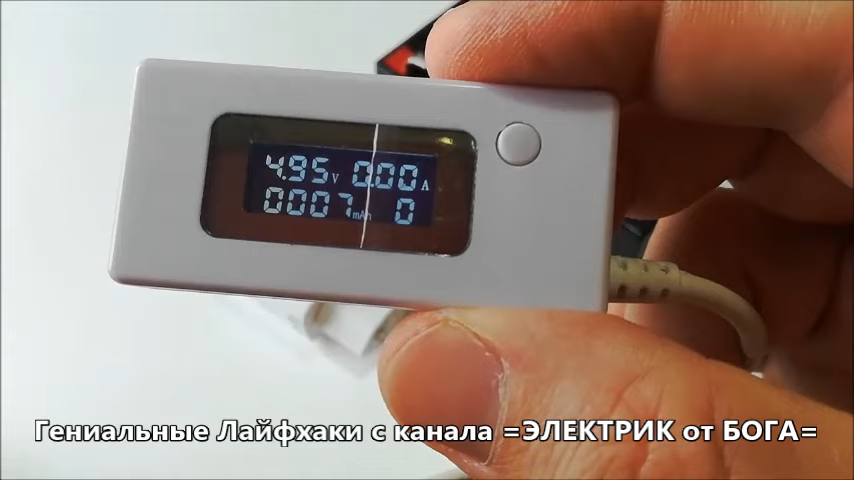 4.95V 0.00A
0007mAh 0
Гениальные Лайфхаки с канала =ЭЛЕКТРИК от БОГА=